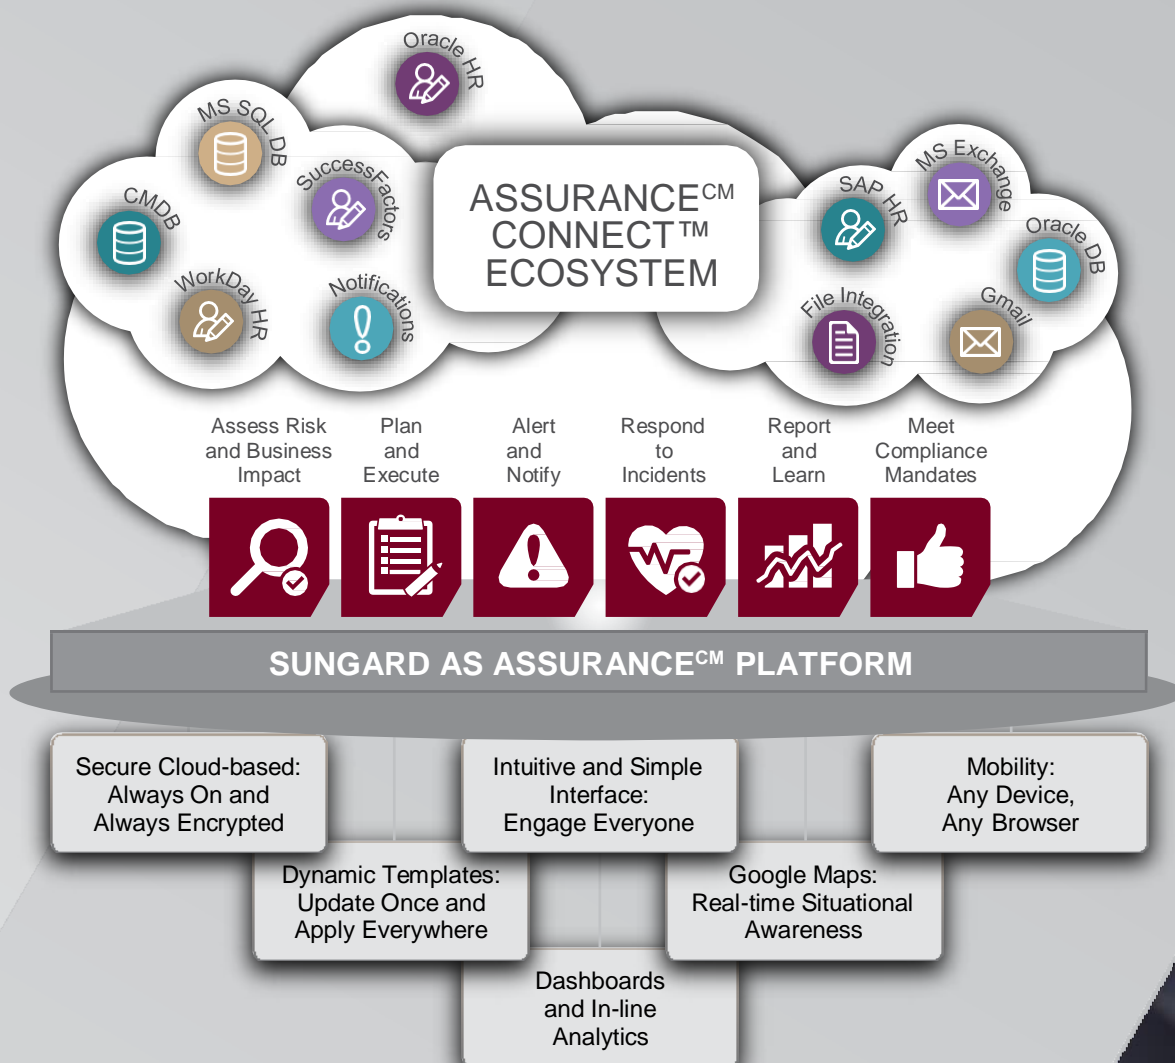 Oracle HR
MS SQL DB
SuccessFactors
CMDB
WorkDay HR
Notifications
ASSURANCE^CM
CONNECT™
ECOSYSTEM
MS Exchange
SAP HR
Oracle DB
File Integration
Gmail
Assess Risk
and Business
Impact
Plan
and
Execute
Alert
and
Notify
Respond
to
Incidents
Report
and
Learn
Meet
Compliance
Mandates
SUNGARD AS ASSURANCE^CM PLATFORM
Secure Cloud-based:
Always On and
Always Encrypted
Intuitive and Simple
Interface:
Engage Everyone
Mobility:
Any Device,
Any Browser
Dynamic Templates:
Update Once and
Apply Everywhere
Google Maps:
Real-time Situational
Awareness
Dashboards
and In-line
Analytics